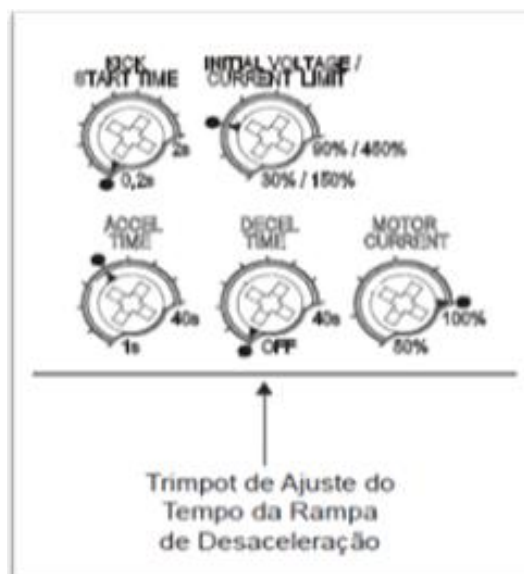 KICK
START TIME
INITIAL VOLTAGE /
CURRENT LIMIT
2s
0,2s
90% / 450%
30% / 150%
ACCEL
TIME
DECEL
TIME
MOTOR
CURRENT
40s
1s
40s
OFF
100%
50%
Trimpot de Ajuste do
Tempo da Rampa
de Desaceleração